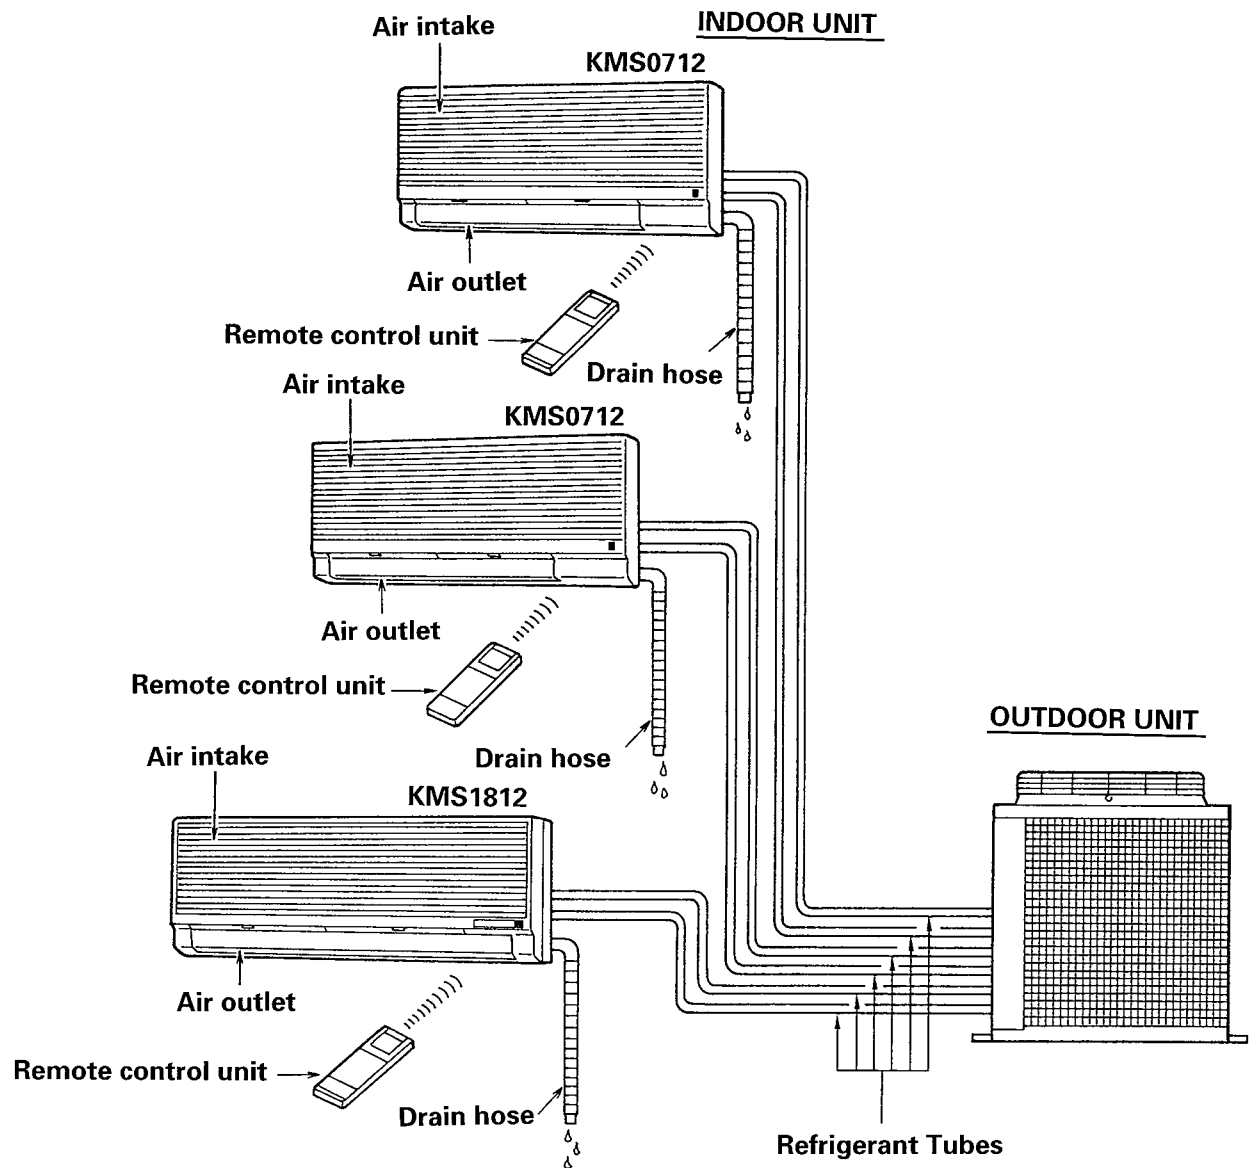 Air intake
INDOOR UNIT
KMS0712
Air outlet
Remote control unit
Drain hose
Air intake
KMS0712
Air outlet
Remote control unit
Drain hose
OUTDOOR UNIT
Air intake
KMS1812
Air outlet
Remote control unit
Drain hose
Refrigerant Tubes